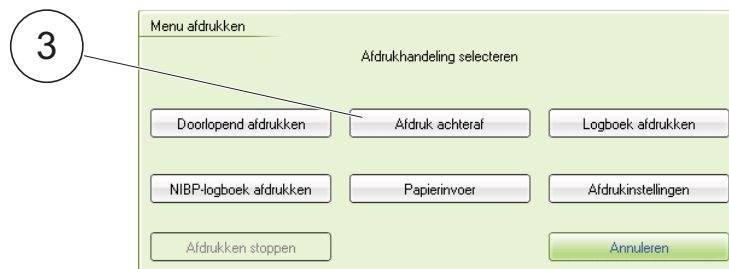 Menu afdrukken
3
Afdrukhandeling selecteren
Doorlopend afdrukken
Afdruk achteraf
Logboek afdrukken
NIBP-logboek afdrukken
Papierinvoer
Afdrukinstellingen
Afdrukken stoppen
Annuleren